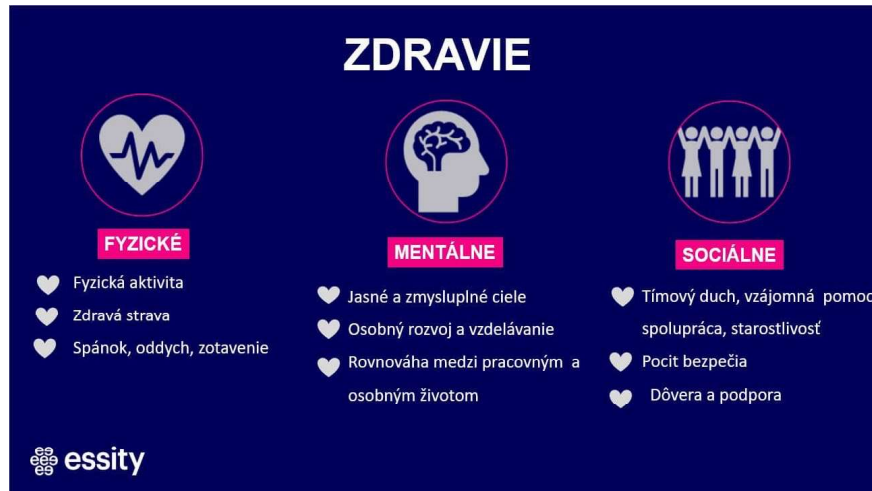 ZDRAVIE
FYZICKÉ
Fyzická aktivita
Zdravá strava
Spánok, oddych, zotavenie
MENTÁLNE
Jasné a zmysluplné ciele
Osobný rozvoj a vzdelávanie
Rovnováha medzi pracovným a
osobným životom
SOCIÁLNE
Tímový duch, vzájomná pomoc
spolupráca, starostlivosť
Pocit bezpečia
Dôvera a podpora
essity